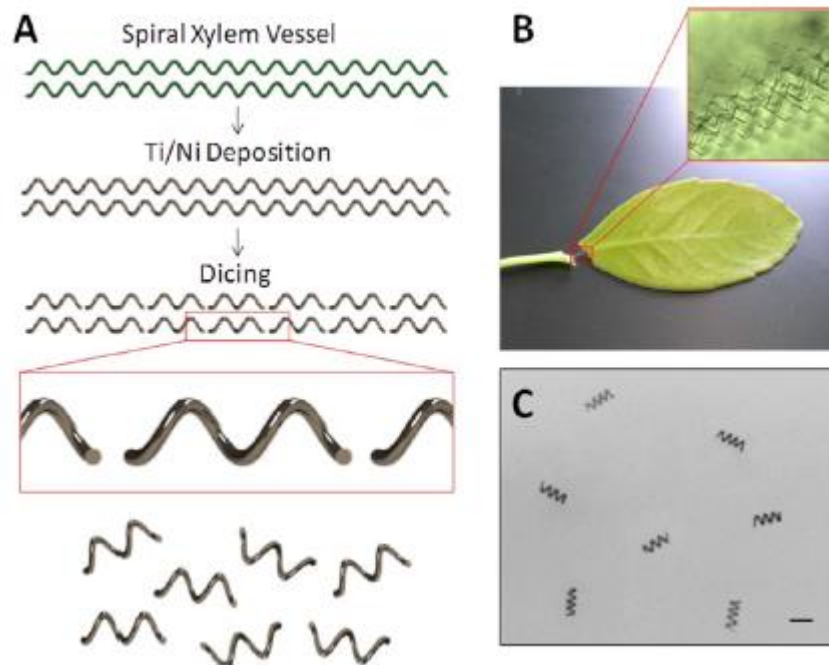 A
Spiral Xylem Vessel
Ti/Ni Deposition
Dicing
B
C